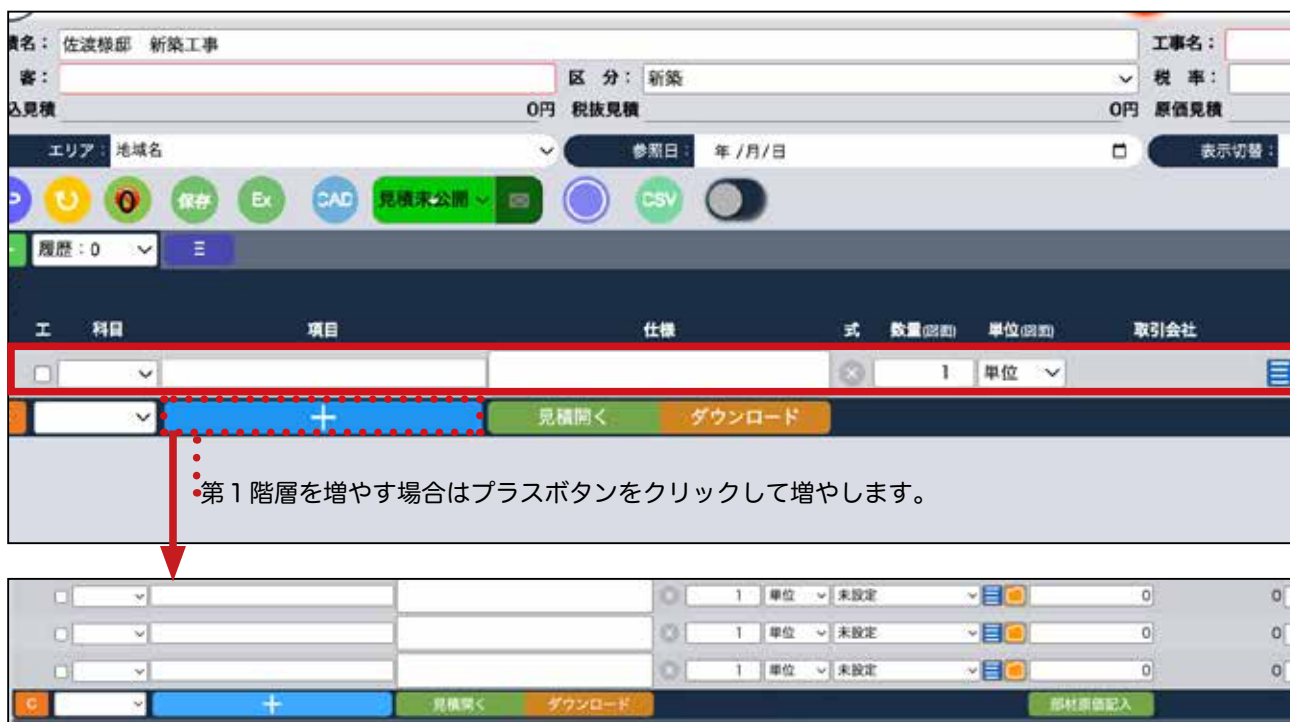 積名： 佐渡様邸　新築工事 工事名：
客： 区　分： 新築 税　率：
込見積 0円 税抜見積 0円 原価見積
エリア： 地域名 参照日： 年 /月/日 表示切替：
保存 Ex CAD 見積未公開 CSV
履歴：0
工 科目 項目 仕様 式 数量(図面) 単位(図面) 取引会社
1 単位
＋ 見積開く ダウンロード
第１階層を増やす場合はプラスボタンをクリックして増やします。
1 単位 未設定 0 0
1 単位 未設定 0 0
1 単位 未設定 0 0
C ＋ 見積開く ダウンロード 部材原価記入